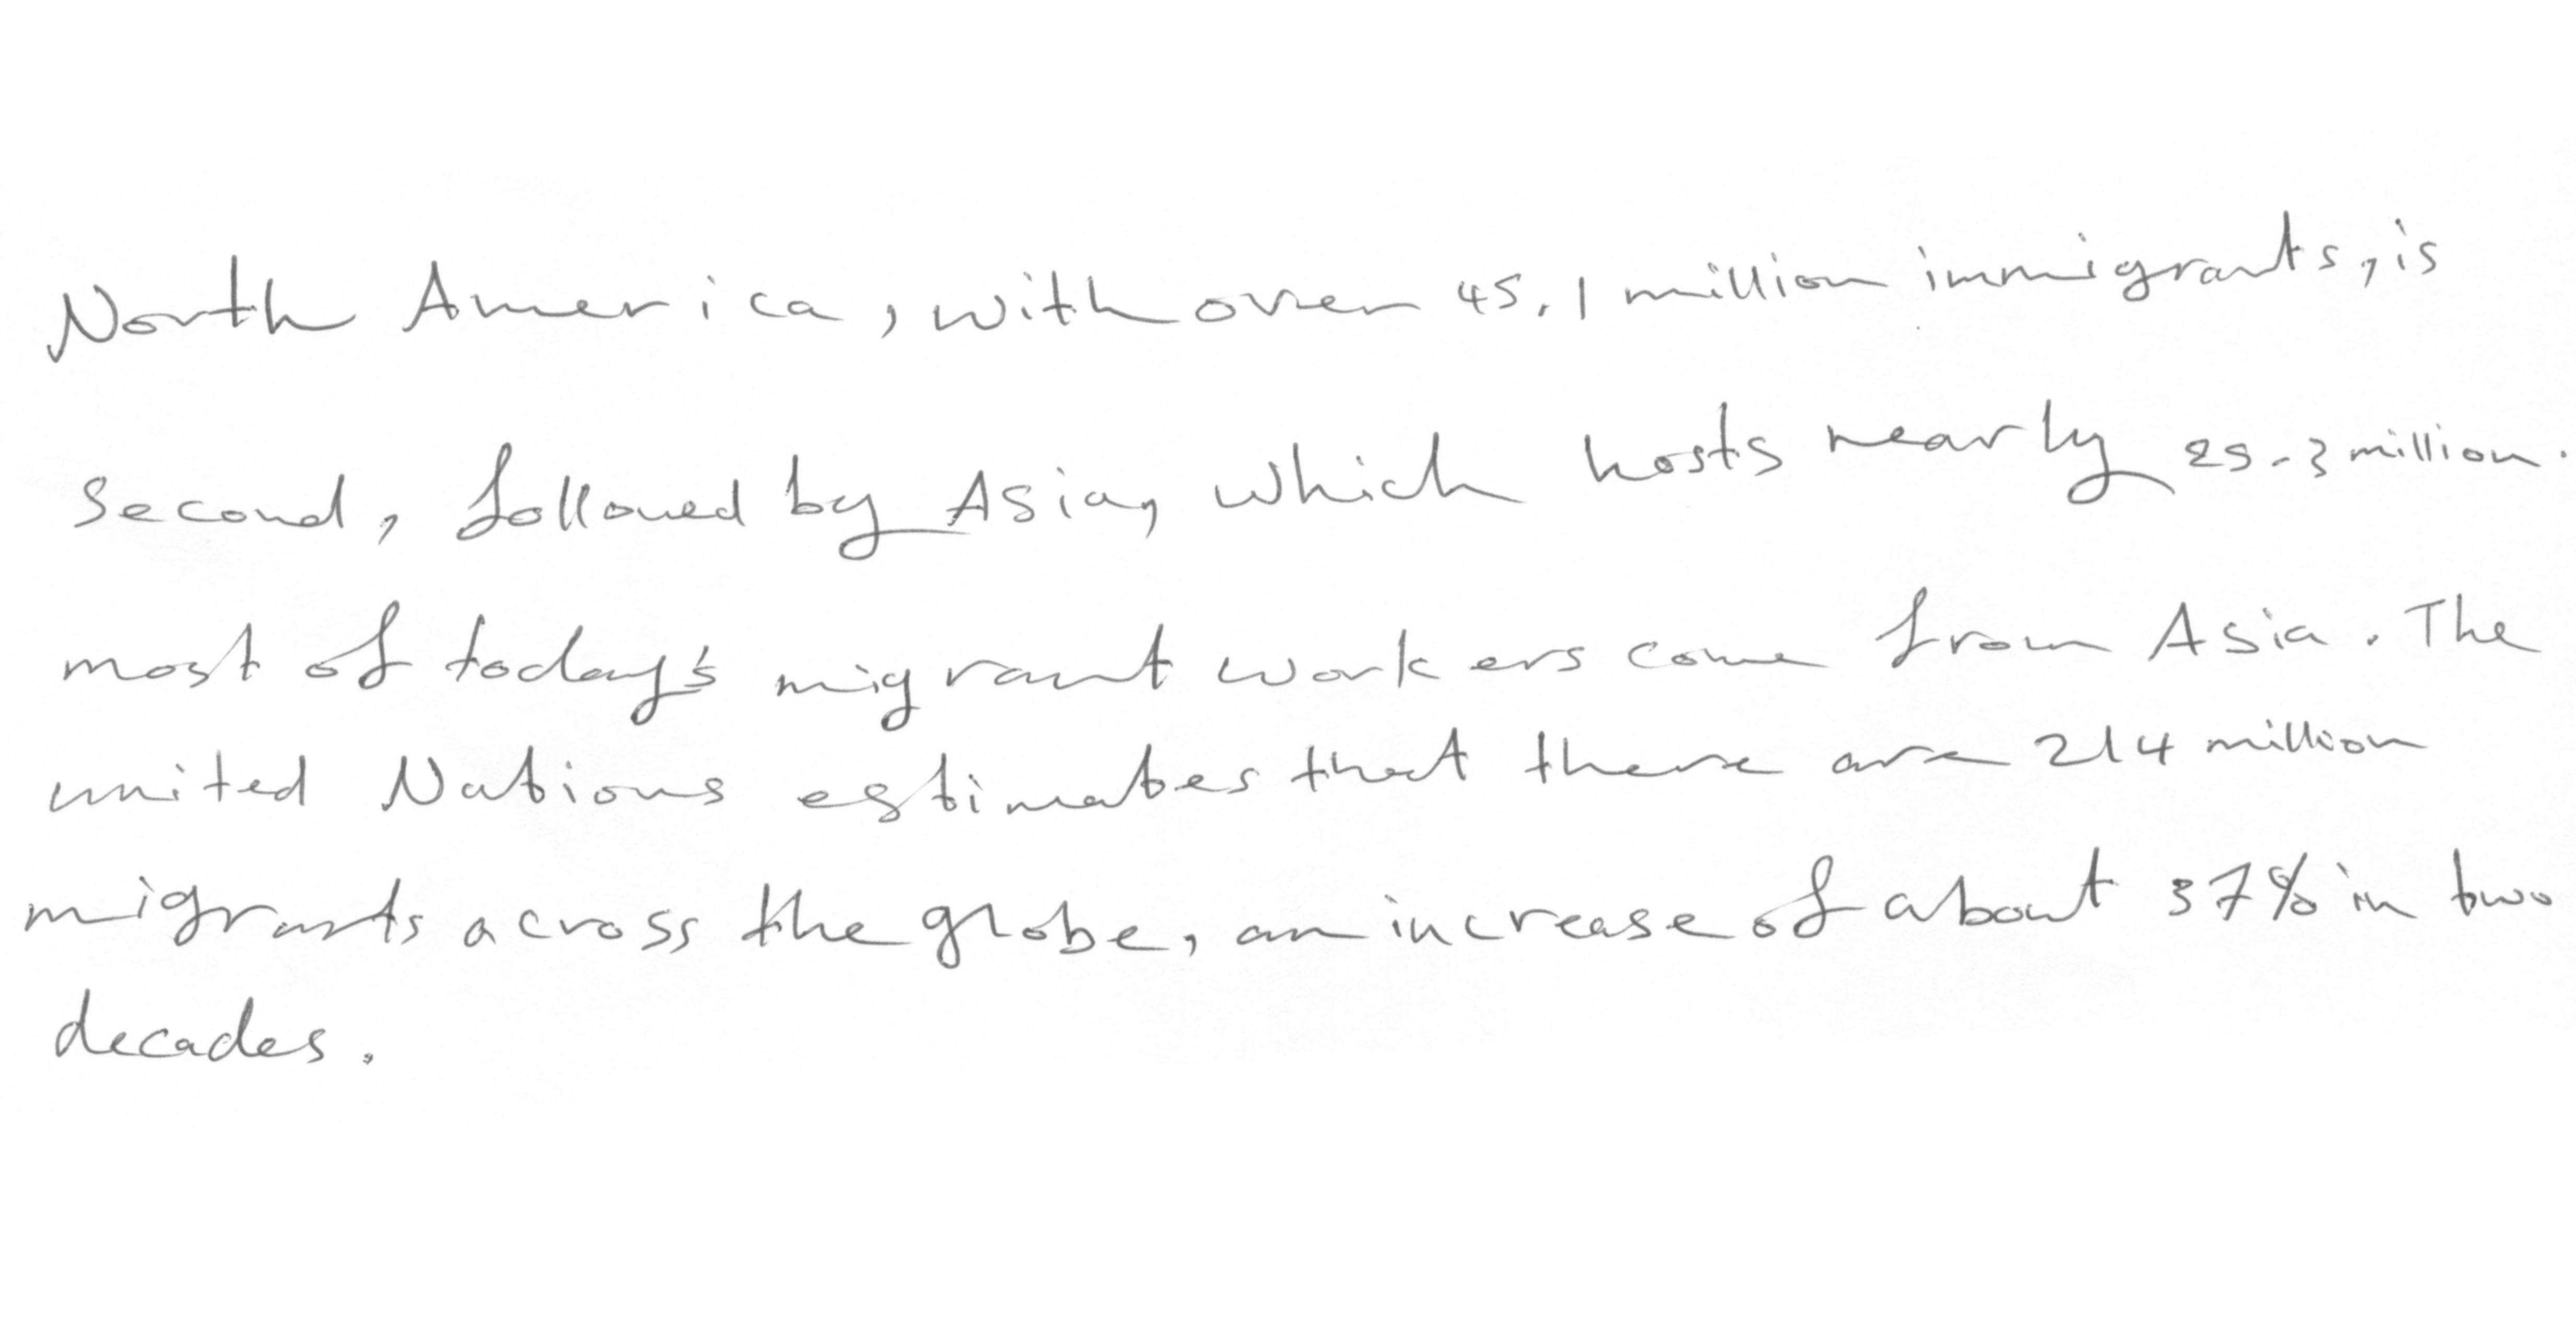 North America, with over 45.1 million immigrants, is
second, followed by Asia, which hosts nearly 25.3 million.
most of today's migrant workers come from Asia. The
united Nations estimates that there are 214 million
migrants across the globe, an increase of about 37% in two
decades.